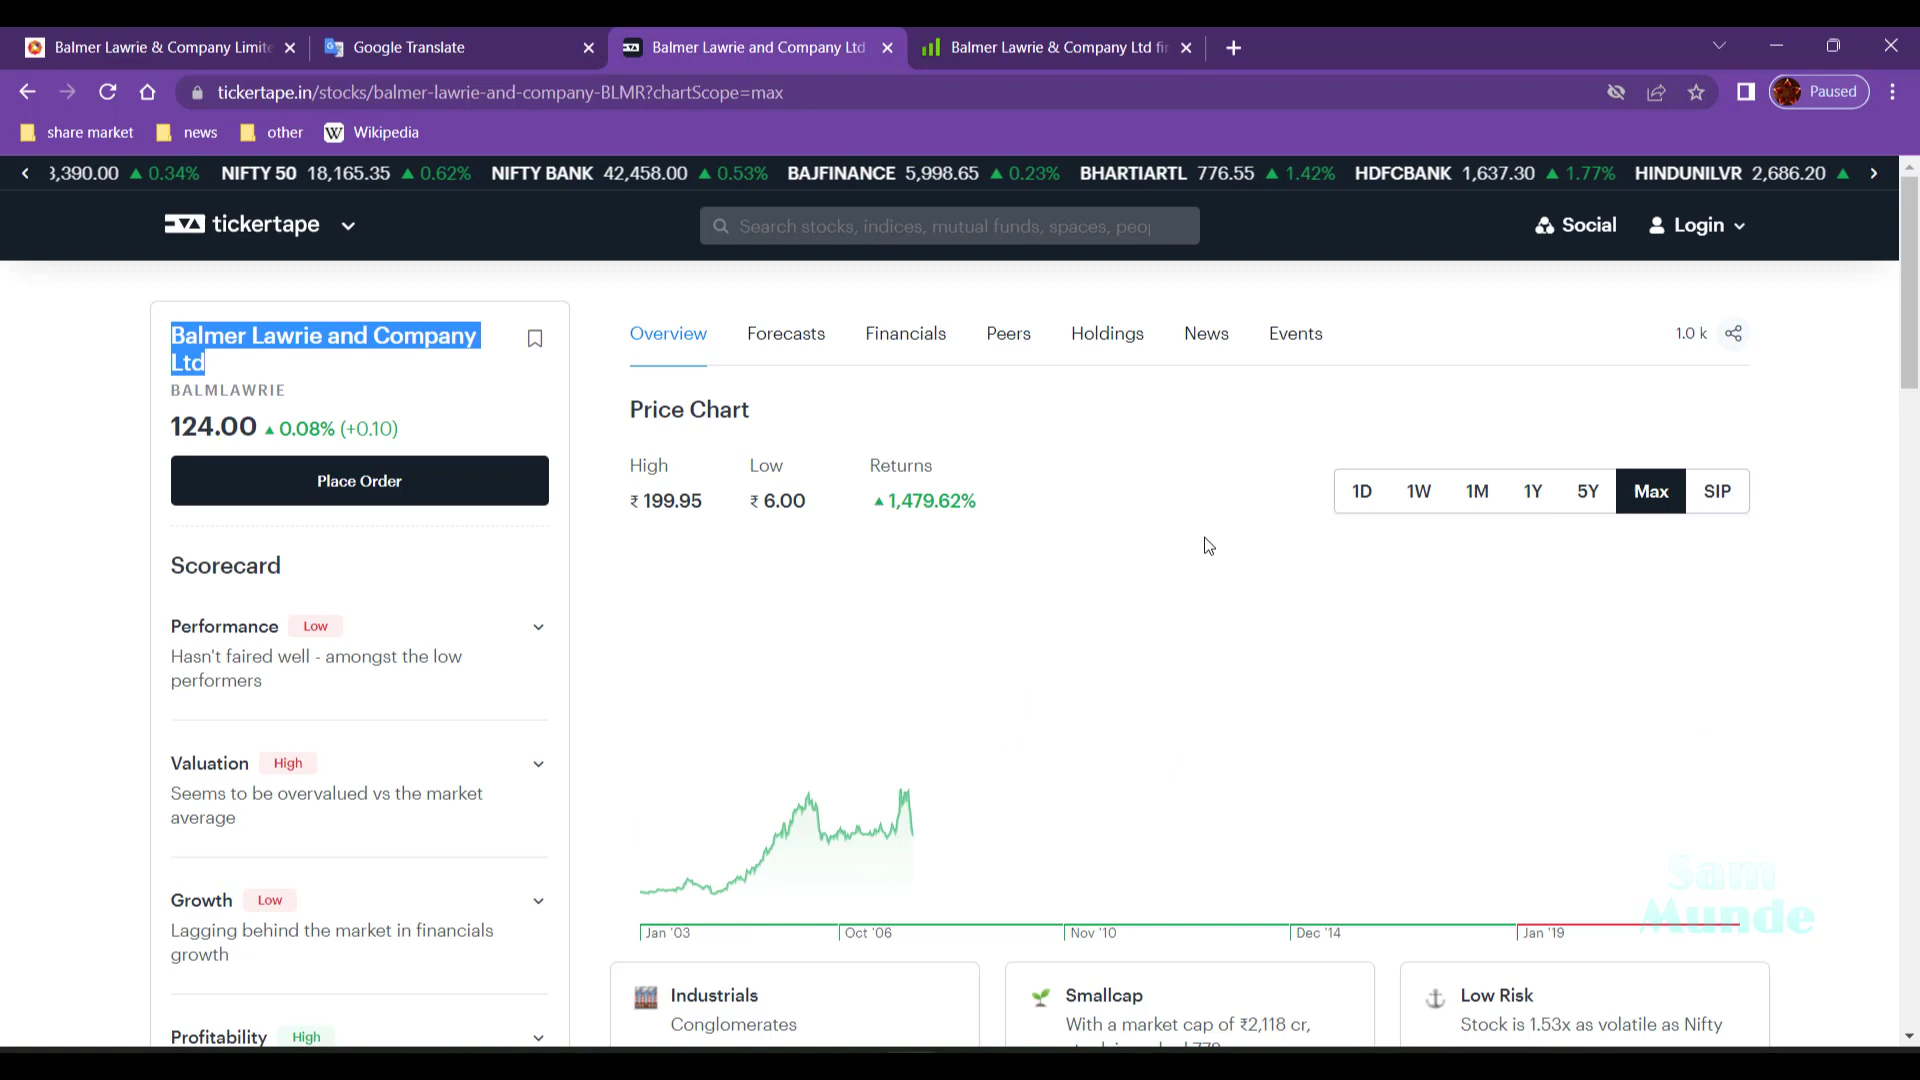 Balmer Lawrie & Company Limite
Google Translate
Balmer Lawrie and Company Ltd
Balmer Lawrie & Company Ltd fir
tickertape.in/stocks/balmer-lawrie-and-company-BLMR?chartScope=max
Paused
share market
news
other
W Wikipedia
3,390.00 ▲ 0.34% NIFTY 50 18,165.35 ▲ 0.62% NIFTY BANK 42,458.00 ▲ 0.53% BAJFINANCE 5,998.65 ▲ 0.23% BHARTIARTL 776.55 ▲ 1.42% HDFCBANK 1,637.30 ▲ 1.77% HINDUNILVR 2,686.20 ▲
tickertape
Search stocks, indices, mutual funds, spaces, peop
Social
Login
Balmer Lawrie and Company
Ltd
BALMLAWRIE
124.00 ▲ 0.08% (+0.10)
Place Order
Scorecard
Performance Low
Hasn't faired well - amongst the low
performers
Valuation High
Seems to be overvalued vs the market
average
Growth Low
Lagging behind the market in financials
growth
Profitability High
Overview Forecasts Financials Peers Holdings News Events
1.0 k
Price Chart
High Low Returns
₹ 199.95 ₹ 6.00 ▲ 1,479.62%
1D 1W 1M 1Y 5Y Max SIP
Jan '03 Oct '06 Nov '10 Dec '14 Jan '19
Sam
Munde
Industrials
Conglomerates
Smallcap
With a market cap of ₹2,118 cr,
Low Risk
Stock is 1.53x as volatile as Nifty